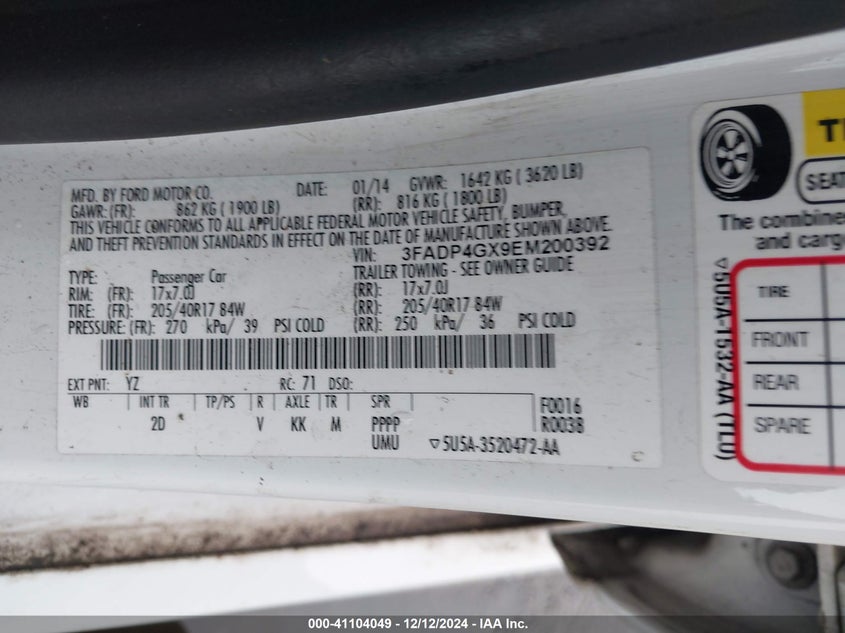 MFD. BY FORD MOTOR CO. DATE: 01/14 GVWR: 1642 KG ( 3620 LB)
GAWR: (FR): 862 KG ( 1900 LB) (RR): 816 KG ( 1800 LB)
THIS VEHICLE CONFORMS TO ALL APPLICABLE FEDERAL MOTOR VEHICLE SAFETY, BUMPER,
AND THEFT PREVENTION STANDARDS IN EFFECT ON THE DATE OF MANUFACTURE SHOWN ABOVE.
VIN: 3FADP4GX9EM200392
TYPE: Passenger Car TRAILER TOWING - SEE OWNER GUIDE
RIM: (FR): 17x7.0J (RR): 17x7.0J
TIRE: (FR): 205/40R17 84W (RR): 205/40R17 84W
PRESSURE: (FR): 270 kPa/ 39 PSI COLD (RR): 250 kPa/ 36 PSI COLD
EXT PNT: YZ RC: 71 DSO:
WB INT TR TP/PS R AXLE TR SPR F0016
2D V KK M PPPP R0038
UMU ▽5U5A-3520472-AA
SEAT
The combine
and carg
▽5U5A-1532-AA (TL0)
TIRE
FRONT
REAR
SPARE
000-41104049 - 12/12/2024 - IAA Inc.